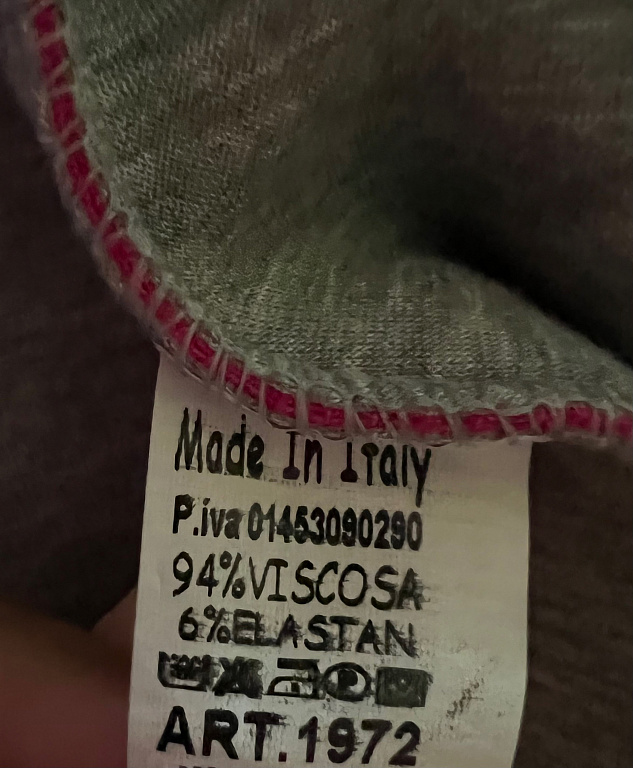 Made In Italy
P.iva 01453090290
94%VISCOSA
6%ELASTAN
ART.1972